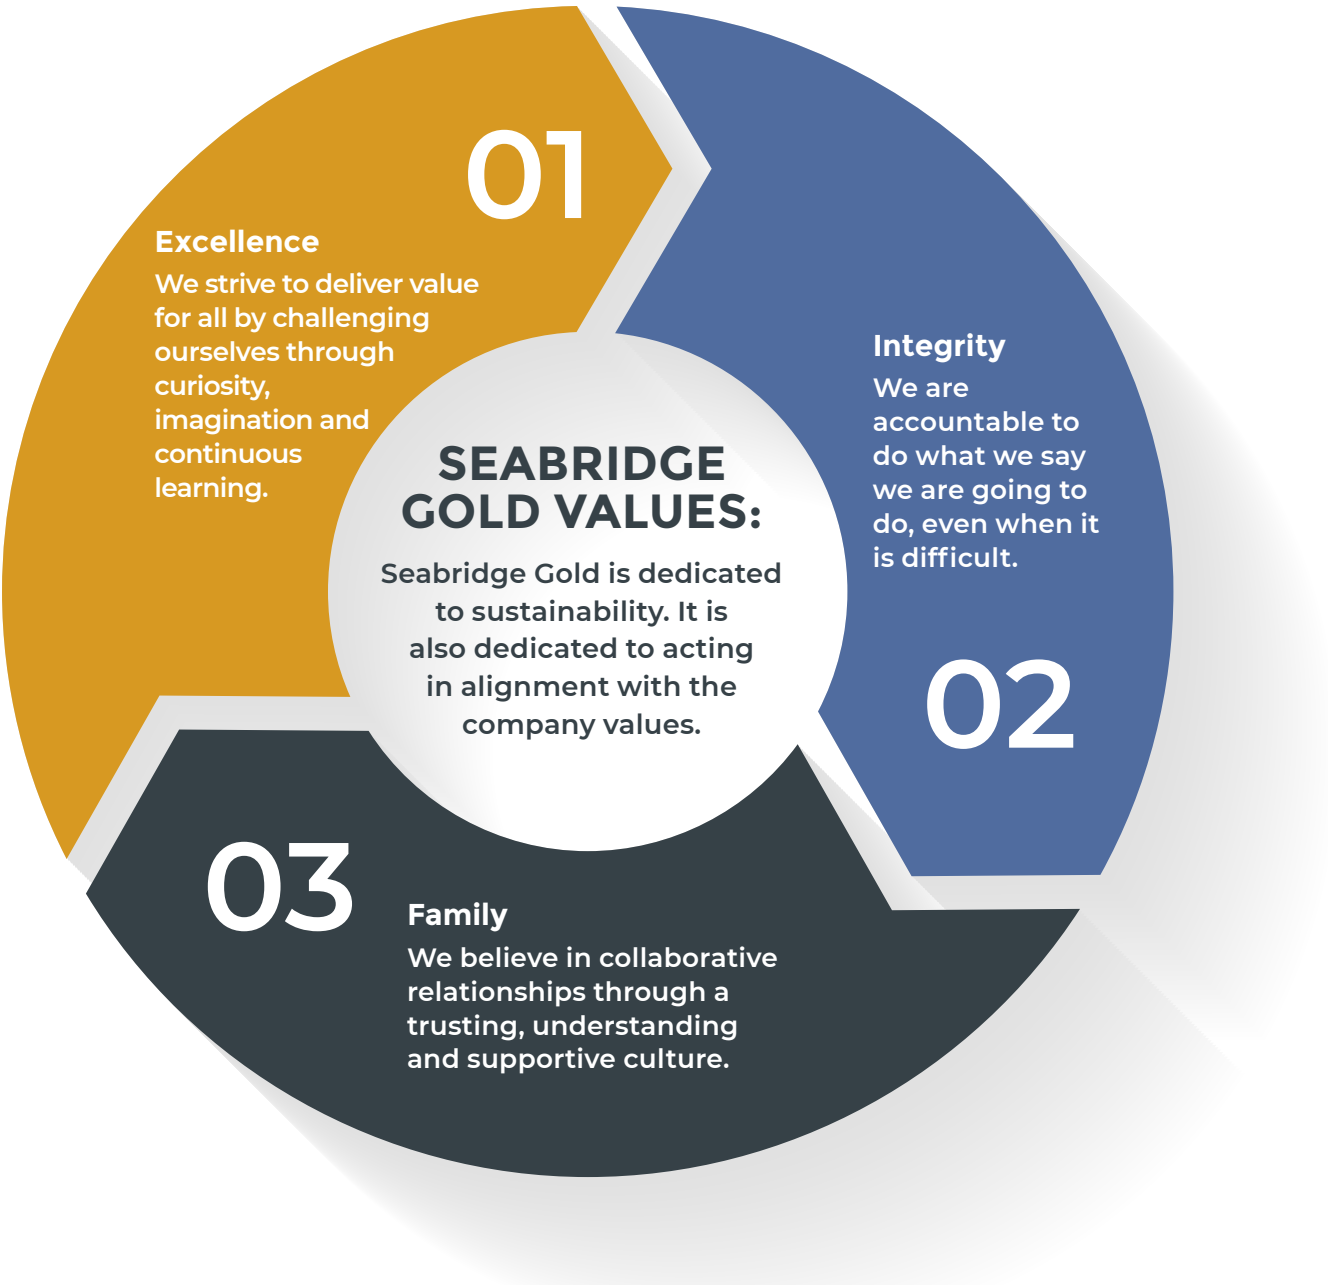 01
Excellence
We strive to deliver value
for all by challenging
ourselves through
curiosity,
imagination and
continuous
learning.
Integrity
We are
accountable to
do what we say
we are going to
do, even when it
is difficult.
02
SEABRIDGE
GOLD VALUES:
Seabridge Gold is dedicated
to sustainability. It is
also dedicated to acting
in alignment with the
company values.
03
Family
We believe in collaborative
relationships through a
trusting, understanding
and supportive culture.